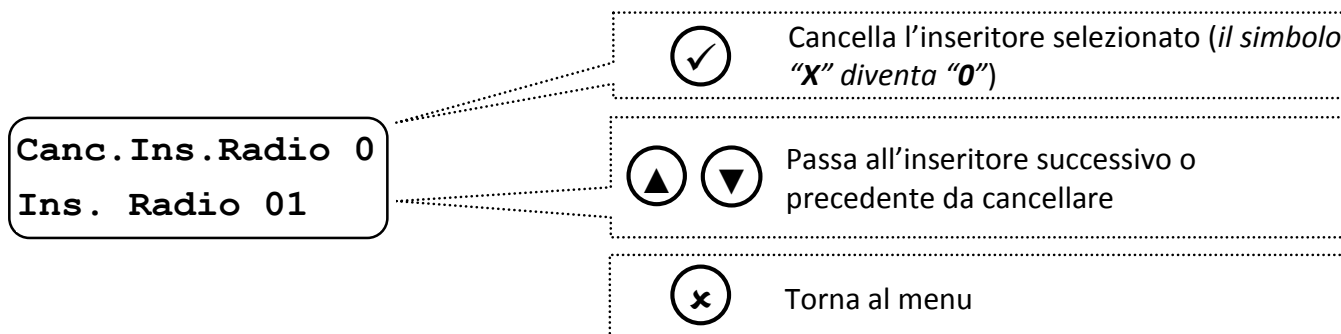 Cancella l’inseritore selezionato (il simbolo
“X” diventa “0”)
Canc.Ins.Radio 0
Ins. Radio 01
Passa all’inseritore successivo o
precedente da cancellare
Torna al menu